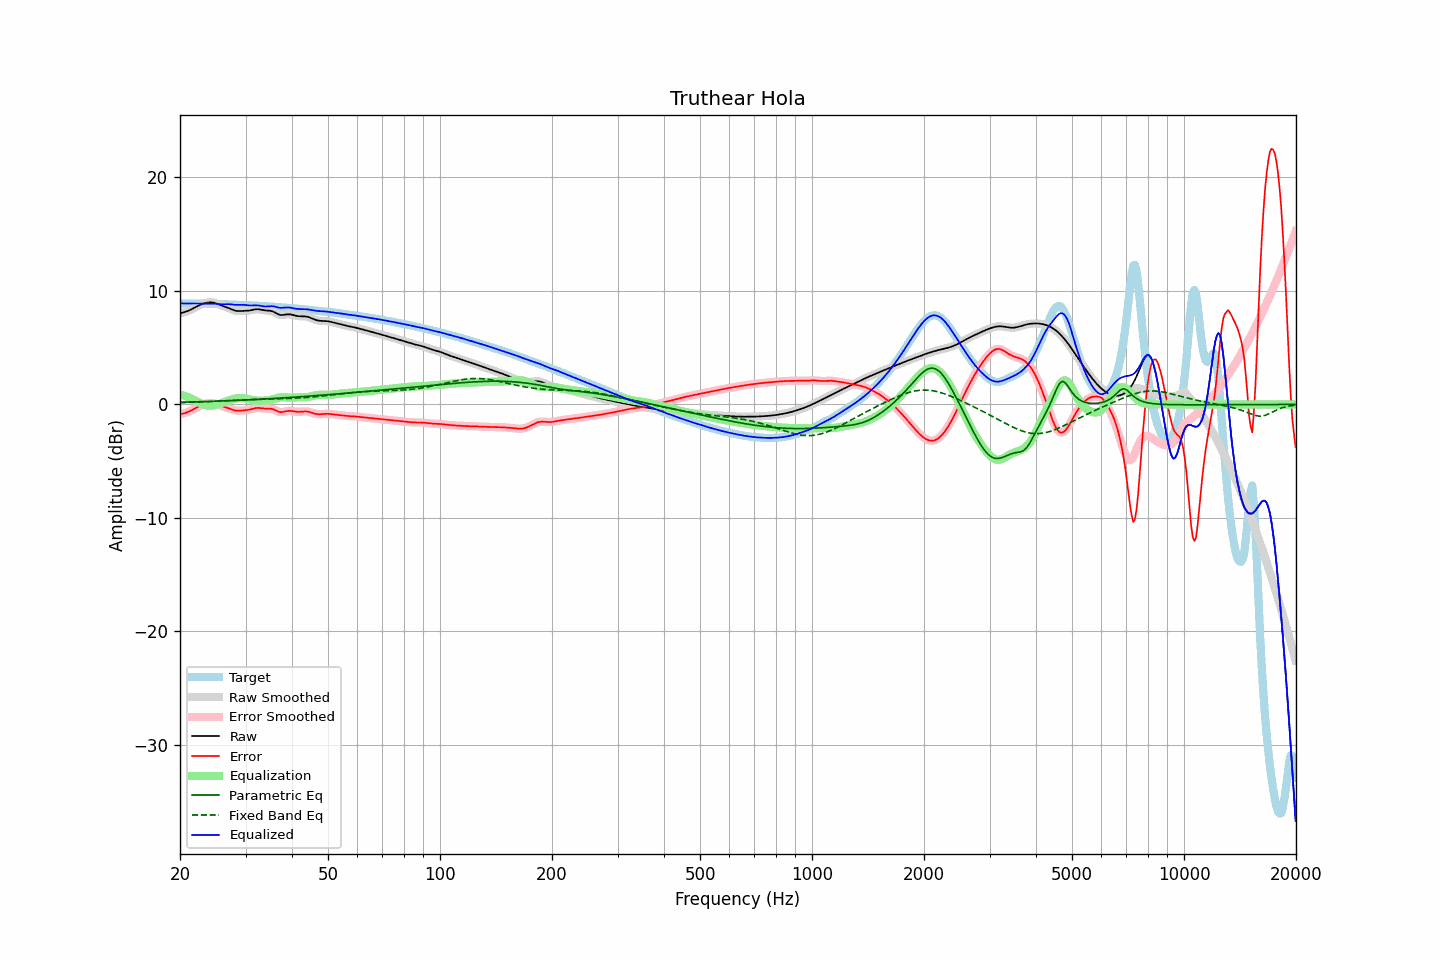 Truthear Hola
20
10
0
−10
−20
−30
Amplitude (dBr)
Target
Raw Smoothed
Error Smoothed
Raw
Error
Equalization
Parametric Eq
Fixed Band Eq
Equalized
20 50 100 200 500 1000 2000 5000 10000 20000
Frequency (Hz)